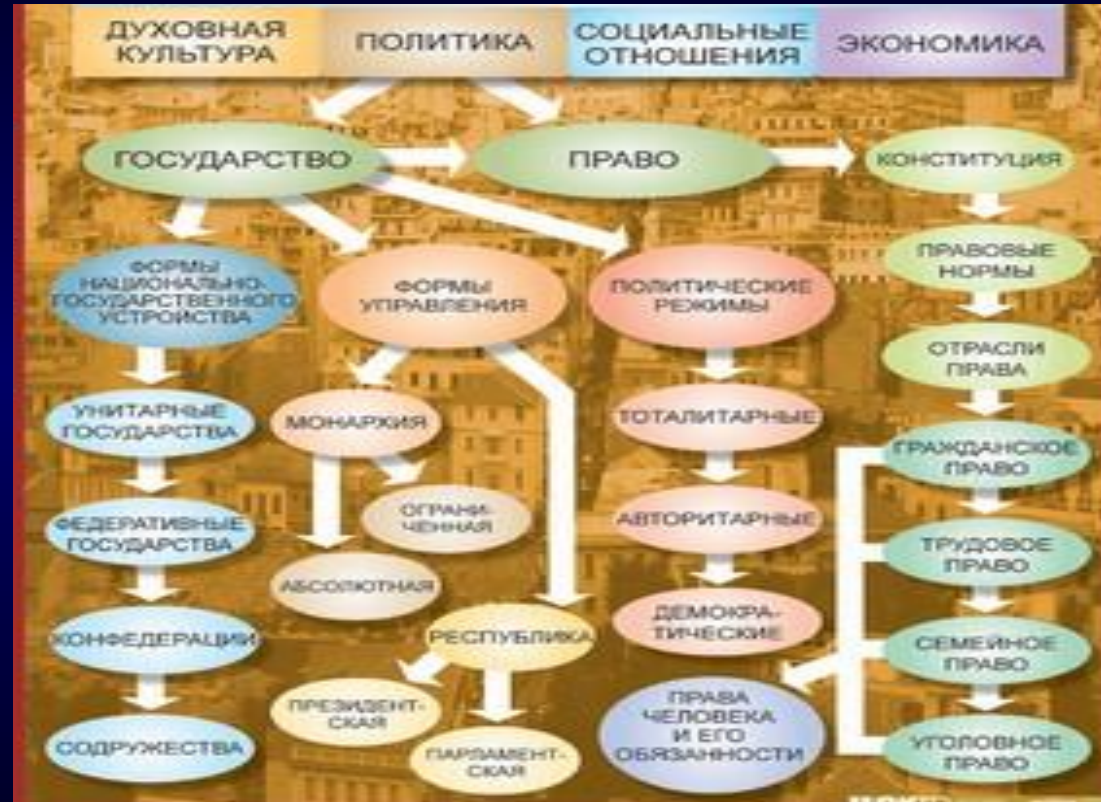 ДУХОВНАЯ
КУЛЬТУРА
ПОЛИТИКА
СОЦИАЛЬНЫЕ
ОТНОШЕНИЯ
ЭКОНОМИКА
ГОСУДАРСТВО
ПРАВО
КОНСТИТУЦИЯ
ФОРМЫ
НАЦИОНАЛЬНО-
ГОСУДАРСТВЕННОГО
УСТРОЙСТВА
ФОРМЫ
УПРАВЛЕНИЯ
ПОЛИТИЧЕСКИЕ
РЕЖИМЫ
ПРАВОВЫЕ
НОРМЫ
ОТРАСЛИ
ПРАВА
УНИТАРНЫЕ
ГОСУДАРСТВА
МОНАРХИЯ
ТОТАЛИТАРНЫЕ
ГРАЖДАНСКОЕ
ПРАВО
ФЕДЕРАТИВНЫЕ
ГОСУДАРСТВА
ОГРАНИ-
ЧЕННАЯ
АВТОРИТАРНЫЕ
ТРУДОВОЕ
ПРАВО
АБСОЛЮТНАЯ
КОНФЕДЕРАЦИИ
РЕСПУБЛИКА
ДЕМОКРА-
ТИЧЕСКИЕ
СЕМЕЙНОЕ
ПРАВО
ПРЕЗИДЕНТ-
СКАЯ
ПРАВА
ЧЕЛОВЕКА
И ЕГО
ОБЯЗАННОСТИ
СОДРУЖЕСТВА
ПАРЛАМЕНТ-
СКАЯ
УГОЛОВНОЕ
ПРАВО